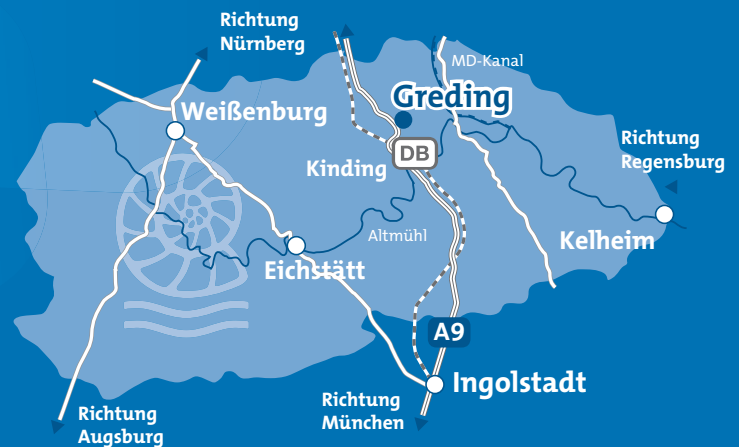 Richtung
Nürnberg
MD-Kanal
Greding
Weißenburg
Richtung
Regensburg
DB
Kinding
Altmühl
Kelheim
Eichstätt
A9
Ingolstadt
Richtung
München
Richtung
Augsburg